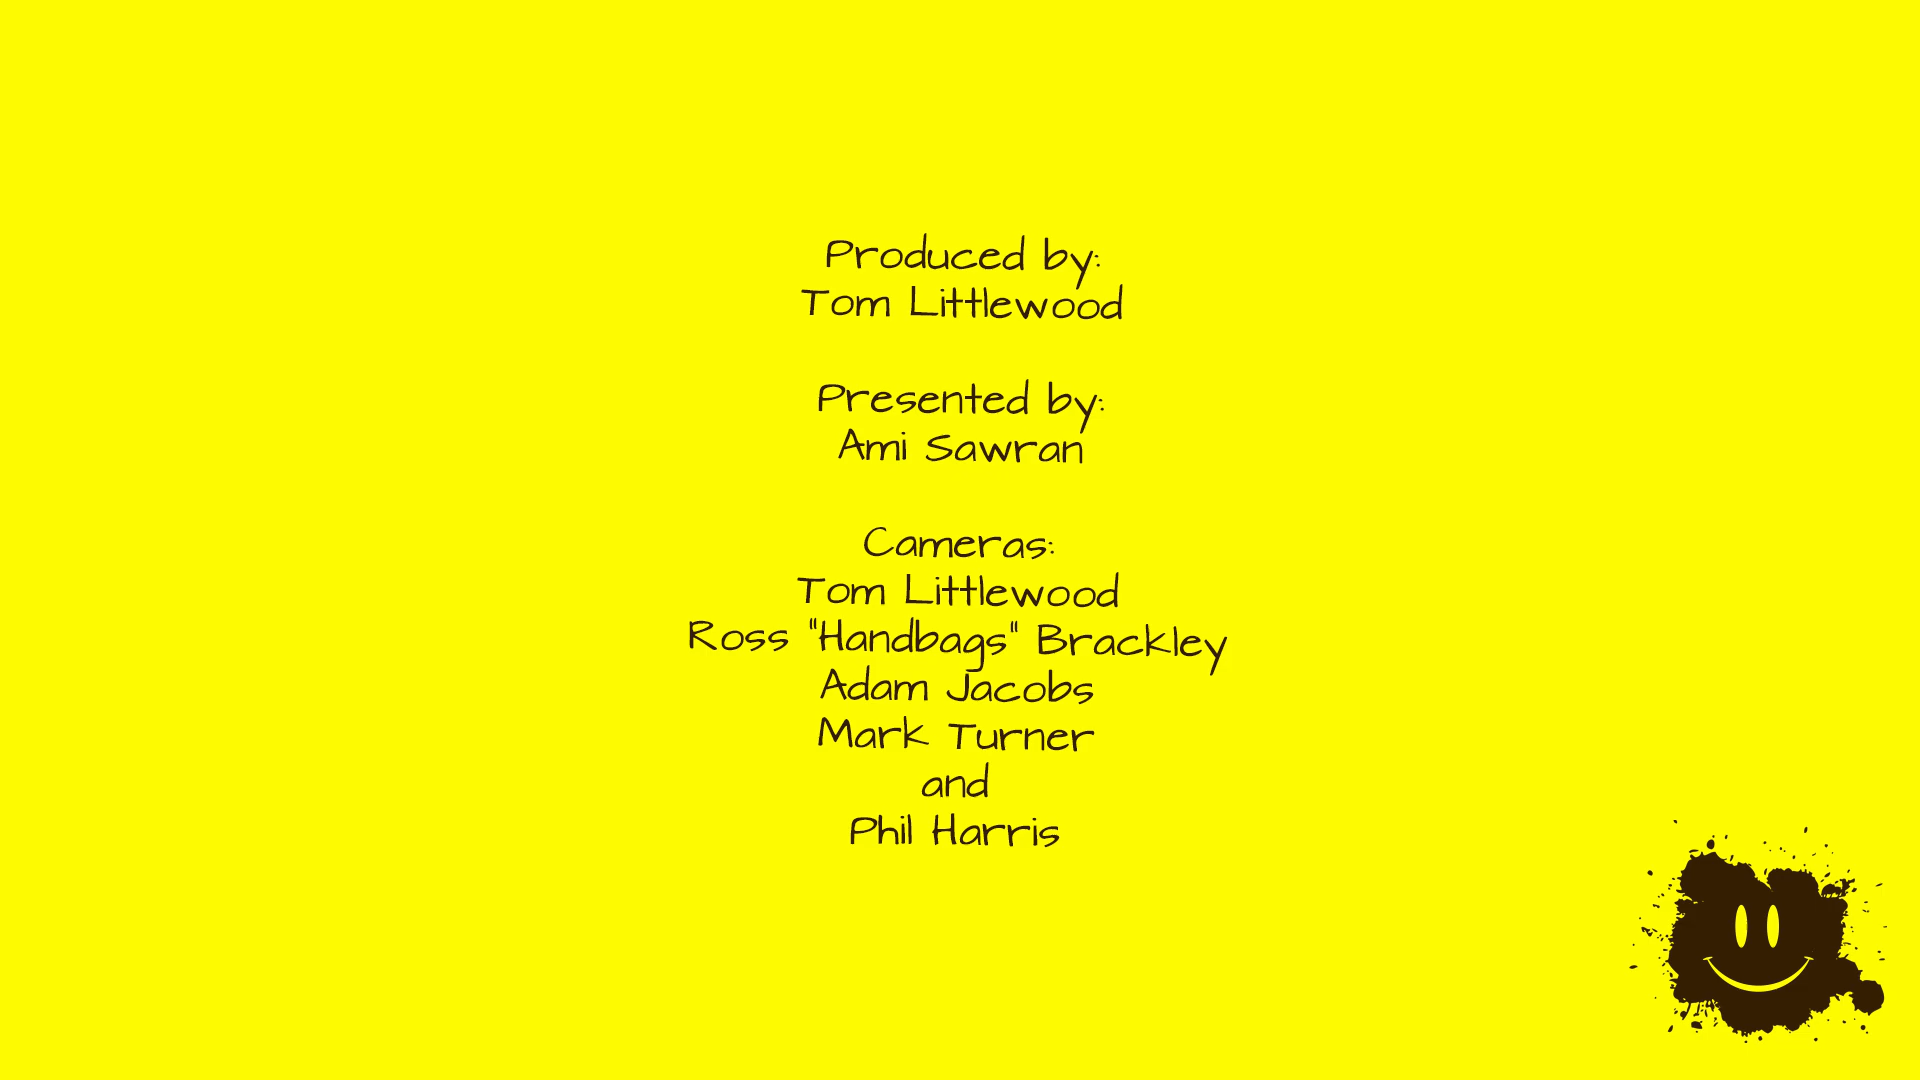 Produced by:
Tom Littlewood
Presented by:
Ami Sawran
Cameras:
Tom Littlewood
Ross "Handbags" Brackley
Adam Jacobs
Mark Turner
and
Phil Harris